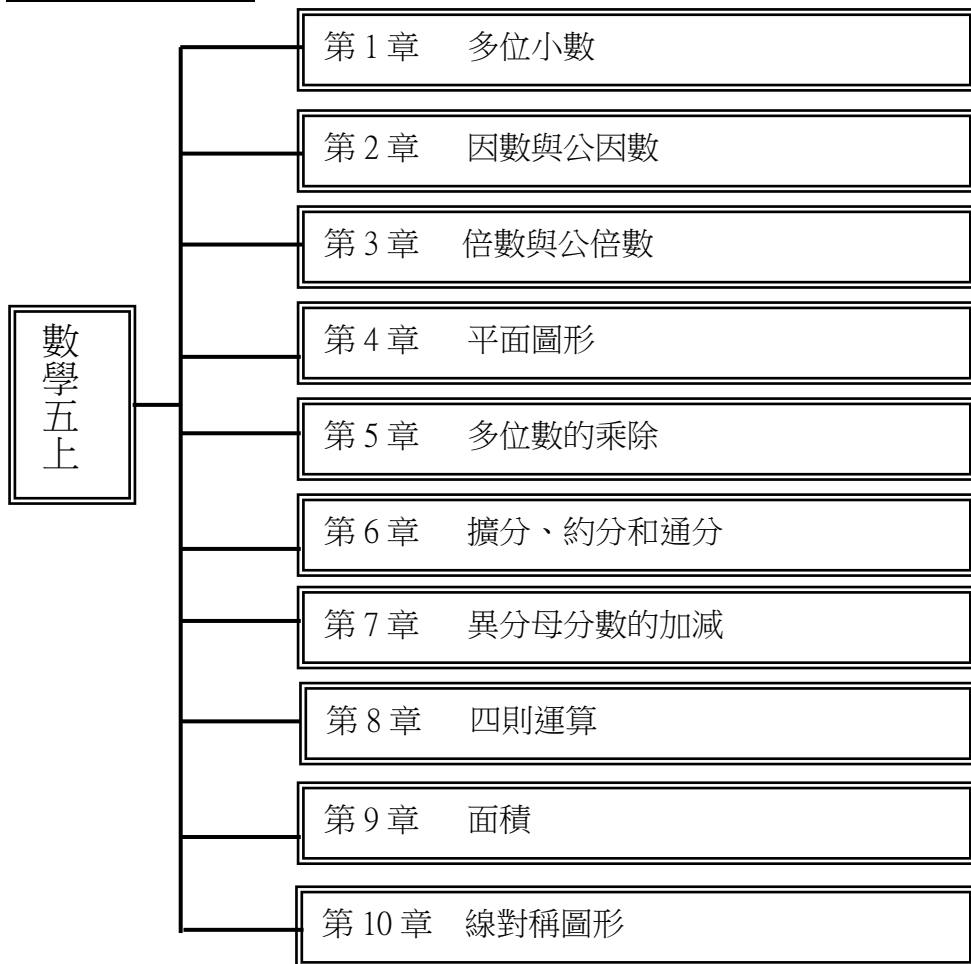 數學五上
第 1 章 多位小數
第 2 章 因數與公因數
第 3 章 倍數與公倍數
第 4 章 平面圖形
第 5 章 多位數的乘除
第 6 章 擴分、約分和通分
第 7 章 異分母分數的加減
第 8 章 四則運算
第 9 章 面積
第 10 章 線對稱圖形